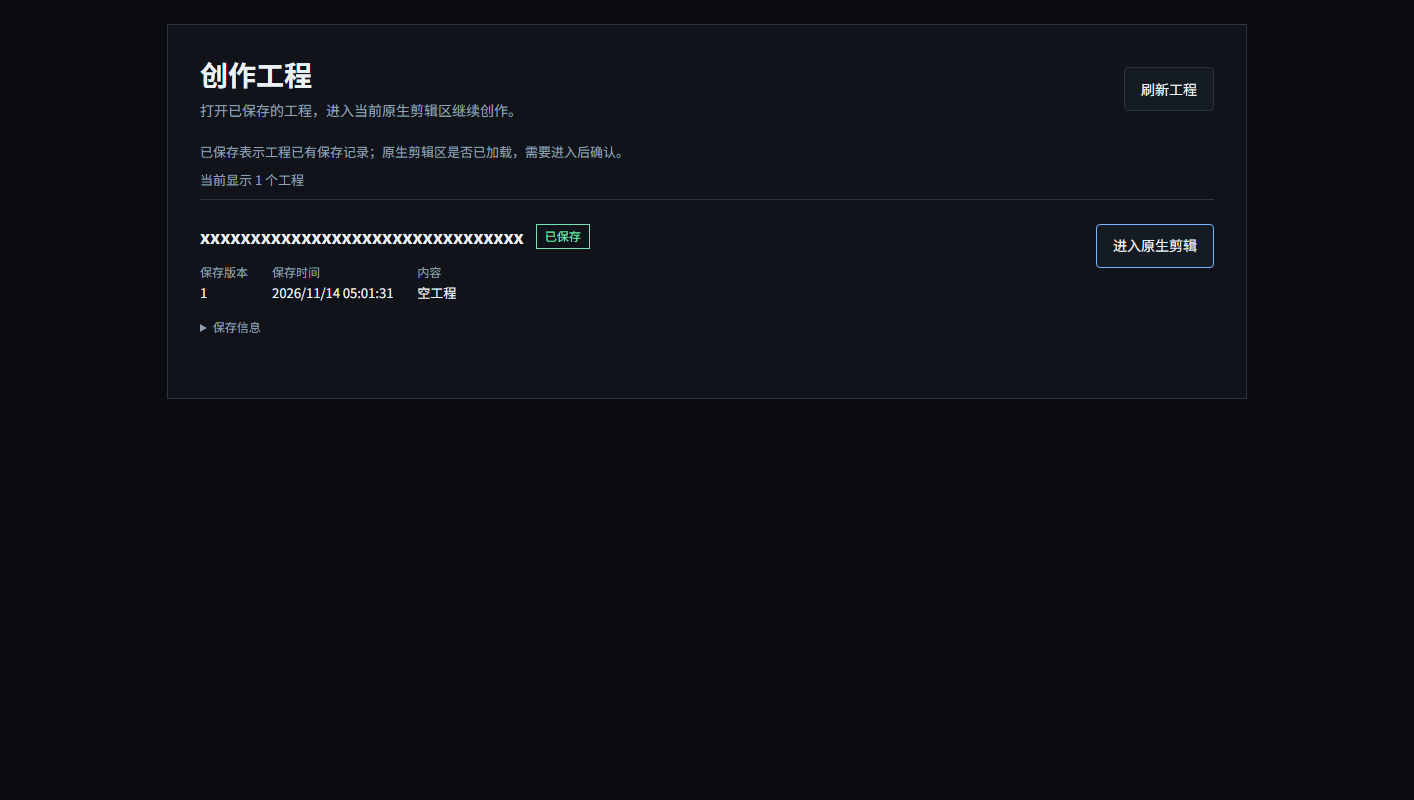 创作工程
打开已保存的工程，进入当前原生剪辑区继续创作。
刷新工程
已保存表示工程已有保存记录；原生剪辑区是否已加载，需要进入后确认。
当前显示 1 个工程
xxxxxxxxxxxxxxxxxxxxxxxxxxxxxxxx 已保存
进入原生剪辑
保存版本 保存时间 内容
1 2026/11/14 05:01:31 空工程
▶ 保存信息